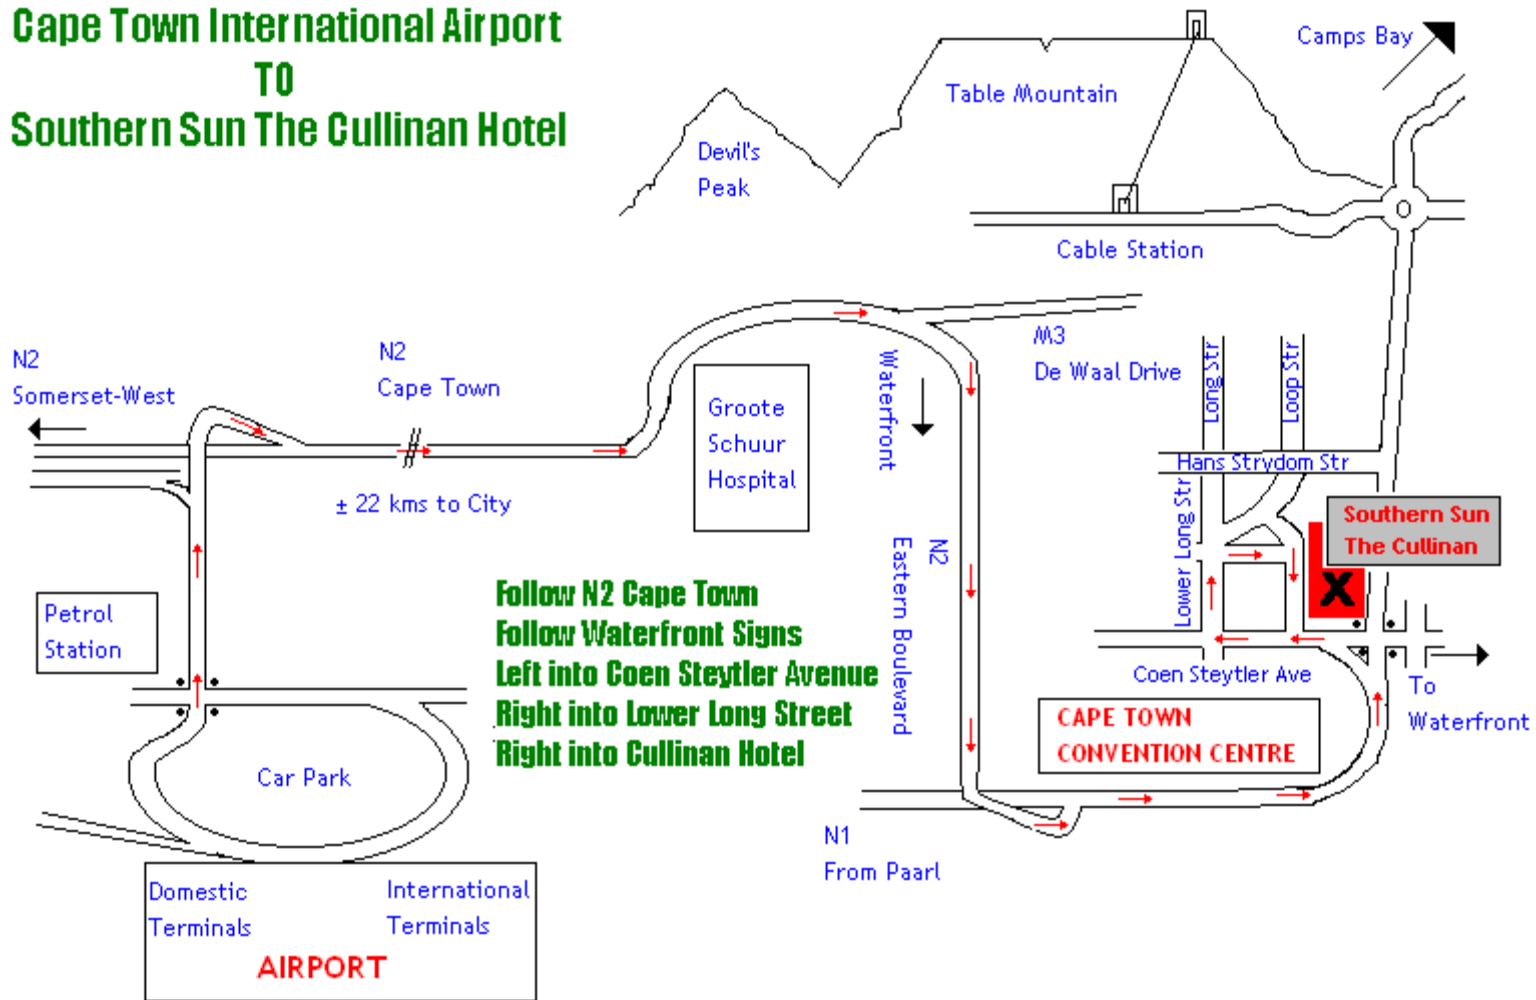 Cape Town International Airport
TO
Southern Sun The Cullinan Hotel
Camps Bay
Table Mountain
Devil's
Peak
Cable Station
N2
Somerset-West
N2
Cape Town
± 22 kms to City
Groote
Schuur
Hospital
Waterfront
M3
De Waal Drive
Long Str
Loop Str
Hans Strydom Str
Lower Long Str
Southern Sun
The Cullinan
X
N2
Eastern Boulevard
Petrol
Station
Follow N2 Cape Town
Follow Waterfront Signs
Left into Coen Steytler Avenue
Right into Lower Long Street
Right into Cullinan Hotel
Coen Steytler Ave
To
Waterfront
CAPE TOWN
CONVENTION CENTRE
Car Park
N1
From Paarl
Domestic
Terminals
International
Terminals
AIRPORT